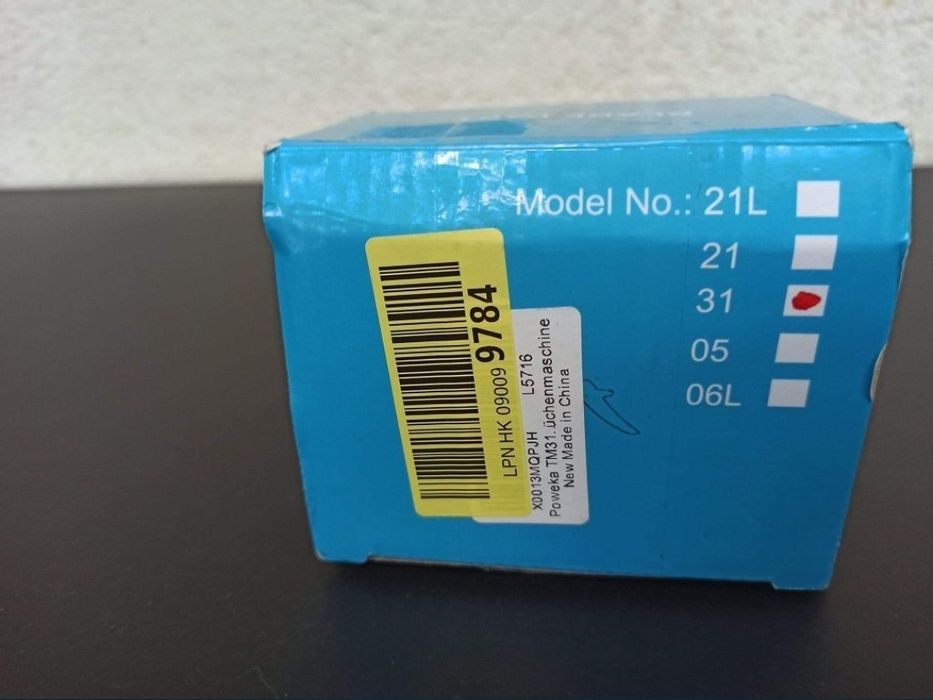 Model No.: 21L
21
31
05
06L
LPN HK 09009 9784
X0013MQPJH L5716
Poweka TM31..üchenmaschine
New Made in China